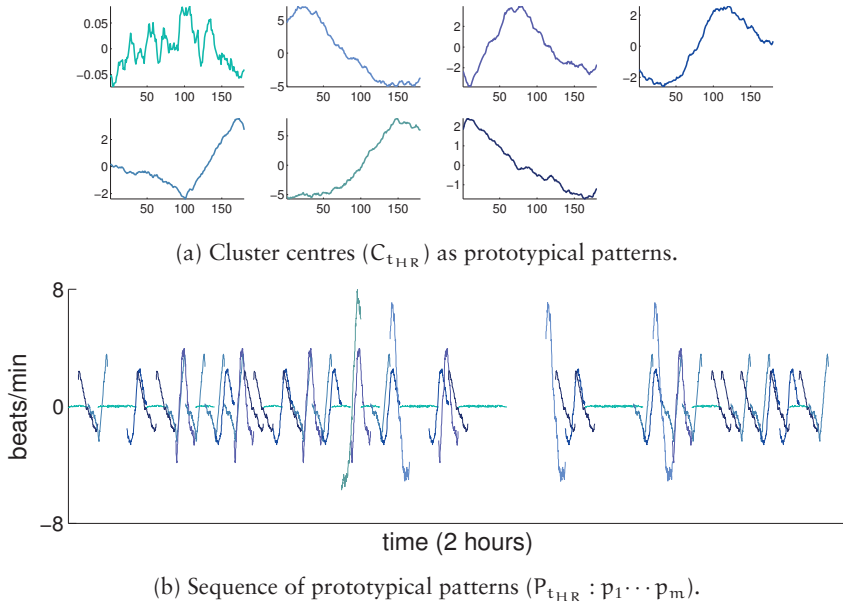 0.05
0
−0.05
50 100 150
5
0
−5
50 100 150
2
0
−2
50 100 150
2
0
−2
50 100 150
2
0
−2
50 100 150
5
0
−5
50 100 150
2
1
0
−1
50 100 150
(a) Cluster centres (C_{t_{HR}}) as prototypical patterns.
8
0
−8
beats/min
time (2 hours)
(b) Sequence of prototypical patterns (P_{t_{HR}} : p_1 ··· p_m).